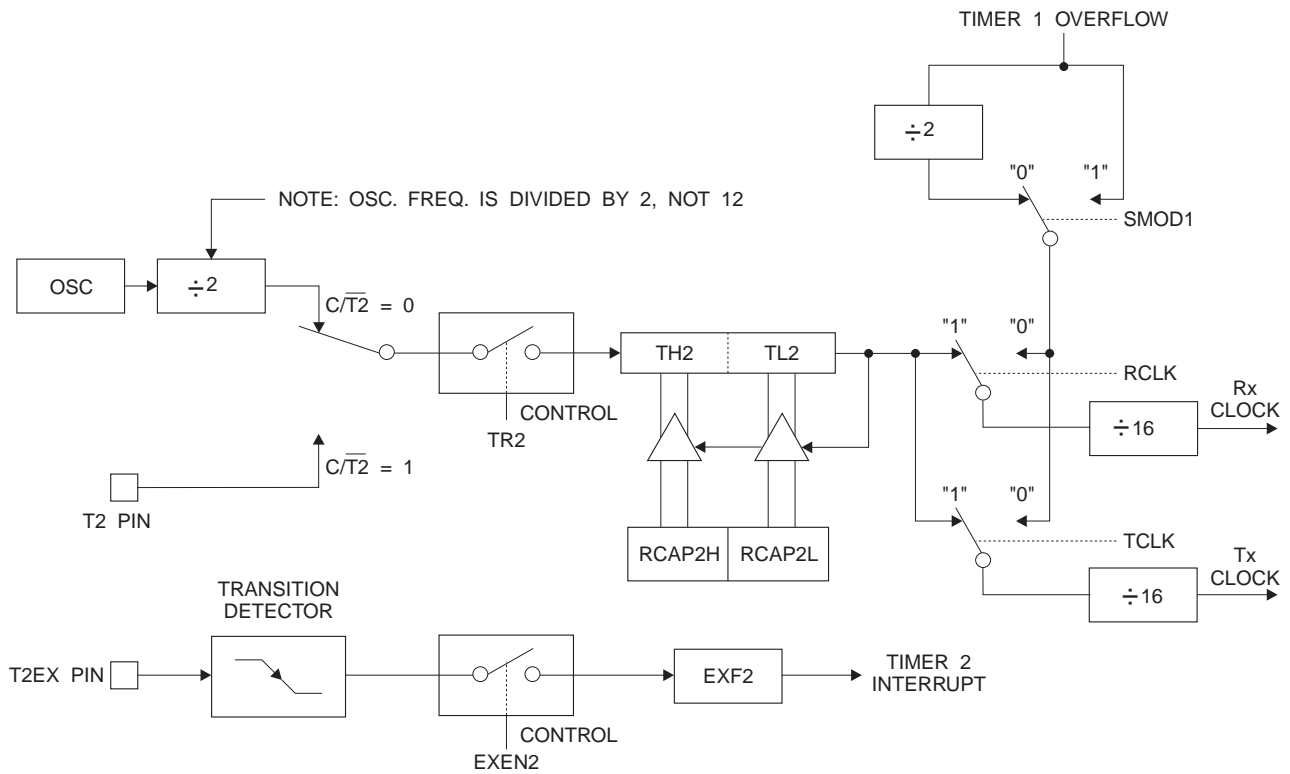 TIMER 1 OVERFLOW
÷2
"0" "1"
NOTE: OSC. FREQ. IS DIVIDED BY 2, NOT 12
SMOD1
OSC
÷2
C/T̅2̅ = 0
"1" "0"
TH2 TL2
RCLK
Rx
CLOCK
CONTROL
TR2
÷16
C/T̅2̅ = 1
T2 PIN
"1" "0"
RCAP2H RCAP2L
TCLK
Tx
CLOCK
÷16
TRANSITION
DETECTOR
T2EX PIN
EXF2
TIMER 2
INTERRUPT
CONTROL
EXEN2